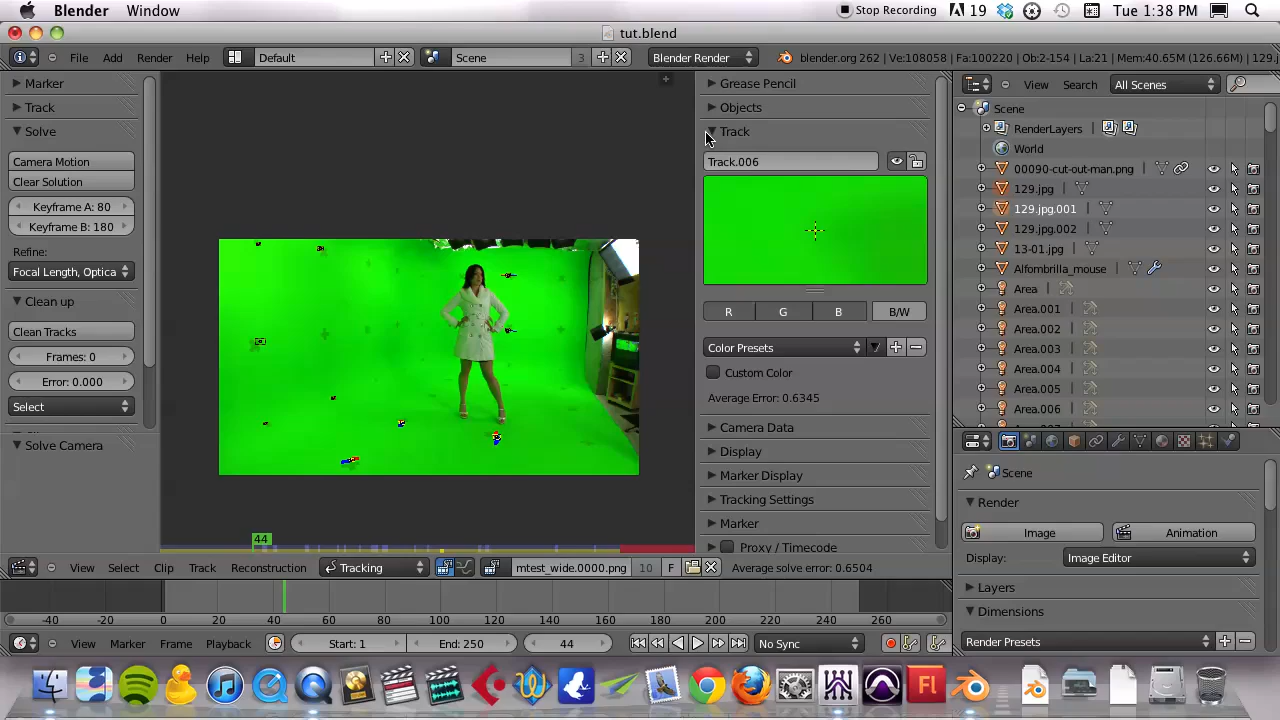 Blender Window
Stop Recording 19 Tue 1:38 PM
tut.blend
File Add Render Help Default Scene 3 Blender Render blender.org 262 | Ve:108058 | Fa:100220 | Ob:2-154 | La:21 | Mem:40.65M (126.66M) | 129.j
Marker
Track
Solve
Camera Motion
Clear Solution
Keyframe A: 80
Keyframe B: 180
Refine:
Focal Length, Optica
Clean up
Clean Tracks
Frames: 0
Error: 0.000
Select
Solve Camera
Grease Pencil
Objects
Track
Track.006
R G B B/W
Color Presets
Custom Color
Average Error: 0.6345
Camera Data
Display
Marker Display
Tracking Settings
Marker
Proxy / Timecode
44
View Select Clip Track Reconstruction Tracking mtest_wide.0000.png 10 F Average solve error: 0.6504
-40 -20 0 20 40 60 80 100 120 140 160 180 200 220 240 260
View Marker Frame Playback Start: 1 End: 250 44 No Sync
View Search All Scenes
Scene
RenderLayers
World
00090-cut-out-man.png
129.jpg
129.jpg.001
129.jpg.002
13-01.jpg
Alfombrilla_mouse
Area
Area.001
Area.002
Area.003
Area.004
Area.005
Area.006
Scene
Render
Image Animation
Display: Image Editor
Layers
Dimensions
Render Presets
Fl